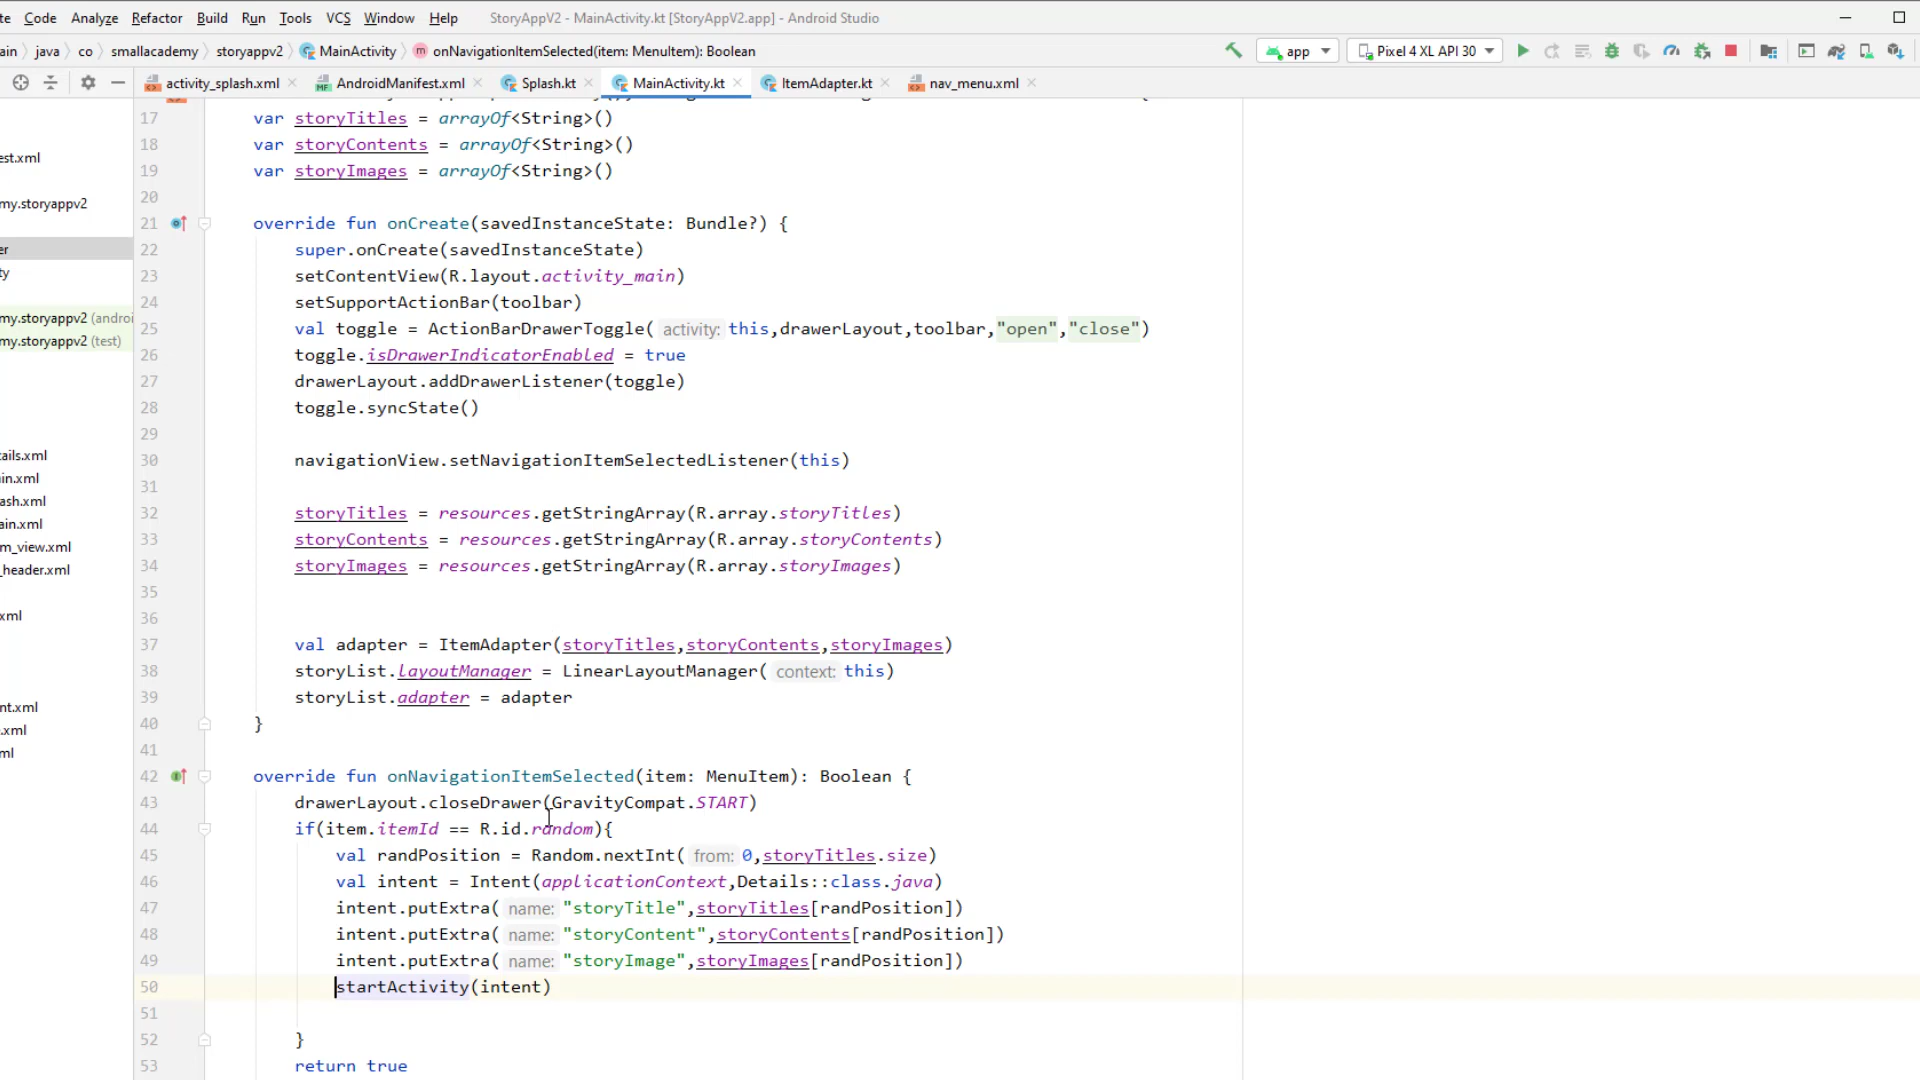 te Code Analyze Refactor Build Run Tools VCS Window Help StoryAppV2 - MainActivity.kt [StoryAppV2.app] - Android Studio
ain java co smallacademy storyappv2 MainActivity onNavigationItemSelected(item: MenuItem): Boolean app Pixel 4 XL API 30
activity_splash.xml AndroidManifest.xml Splash.kt MainActivity.kt ItemAdapter.kt nav_menu.xml
est.xml
my.storyappv2
er
ty
my.storyappv2 (androi
my.storyappv2 (test)
ails.xml
in.xml
ash.xml
ain.xml
m_view.xml
_header.xml
xml
nt.xml
.xml
ml
17 var storyTitles = arrayOf<String>()
18 var storyContents = arrayOf<String>()
19 var storyImages = arrayOf<String>()
20
21 override fun onCreate(savedInstanceState: Bundle?) {
22 super.onCreate(savedInstanceState)
23 setContentView(R.layout.activity_main)
24 setSupportActionBar(toolbar)
25 val toggle = ActionBarDrawerToggle( activity: this,drawerLayout,toolbar,"open","close")
26 toggle.isDrawerIndicatorEnabled = true
27 drawerLayout.addDrawerListener(toggle)
28 toggle.syncState()
29
30 navigationView.setNavigationItemSelectedListener(this)
31
32 storyTitles = resources.getStringArray(R.array.storyTitles)
33 storyContents = resources.getStringArray(R.array.storyContents)
34 storyImages = resources.getStringArray(R.array.storyImages)
35
36
37 val adapter = ItemAdapter(storyTitles,storyContents,storyImages)
38 storyList.layoutManager = LinearLayoutManager( context: this)
39 storyList.adapter = adapter
40 }
41
42 override fun onNavigationItemSelected(item: MenuItem): Boolean {
43 drawerLayout.closeDrawer(GravityCompat.START)
44 if(item.itemId == R.id.random){
45 val randPosition = Random.nextInt( from: 0,storyTitles.size)
46 val intent = Intent(applicationContext,Details::class.java)
47 intent.putExtra( name: "storyTitle",storyTitles[randPosition])
48 intent.putExtra( name: "storyContent",storyContents[randPosition])
49 intent.putExtra( name: "storyImage",storyImages[randPosition])
50 startActivity(intent)
51
52 }
53 return true